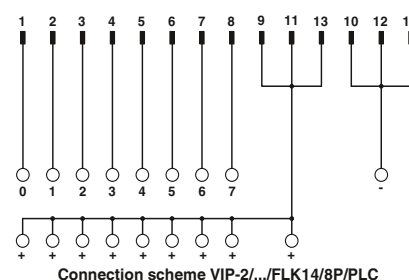 1 2 3 4 5 6 7 8 9 11 13 10 12
0 1 2 3 4 5 6 7 -
+ + + + + + + + +
Connection scheme VIP-2/.../FLK14/8P/PLC